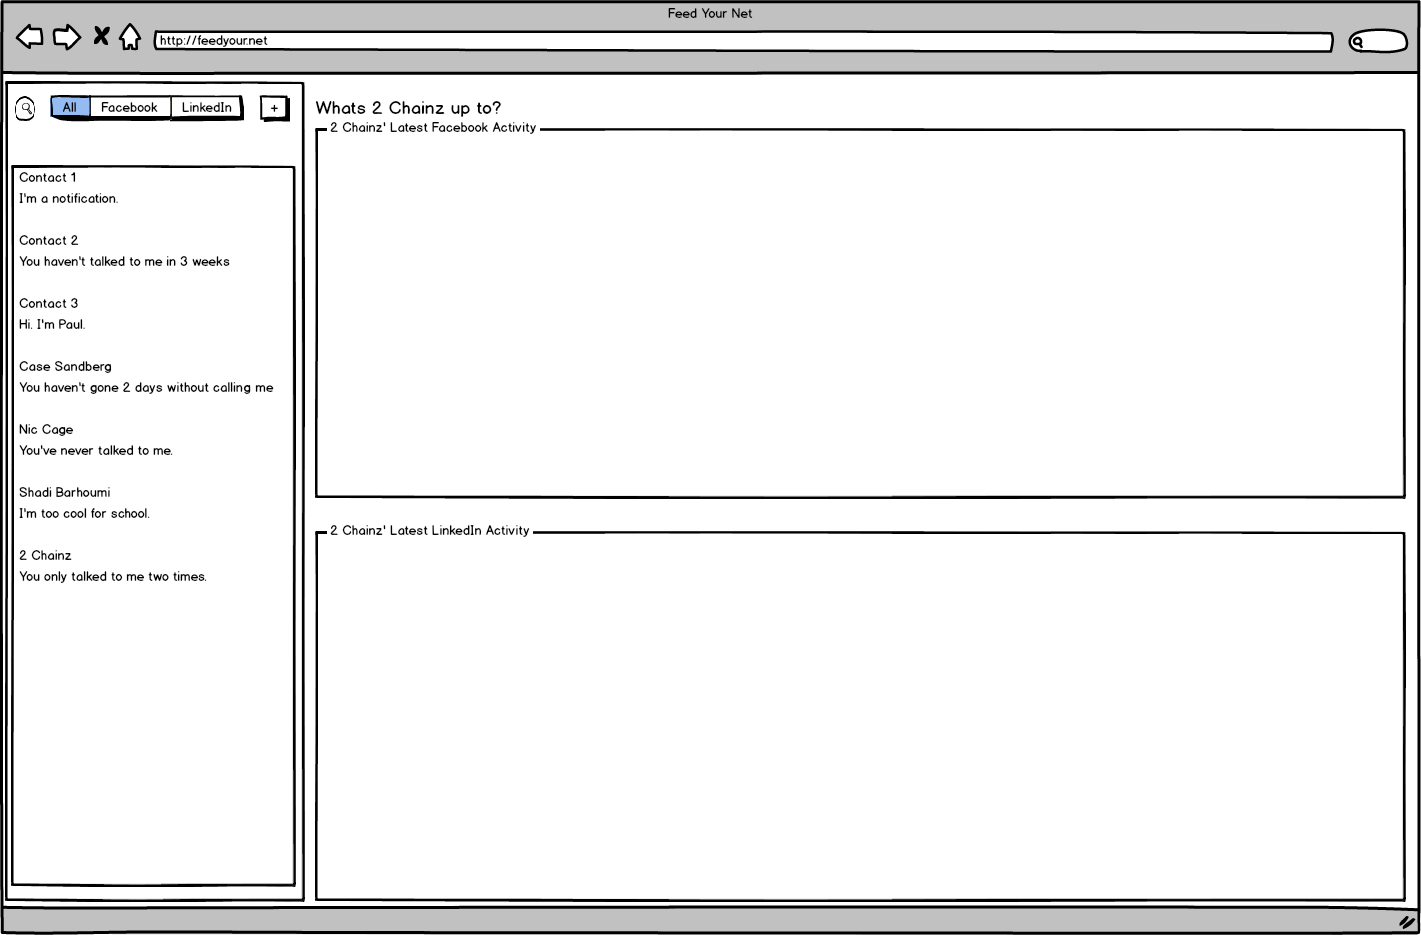 Feed Your Net
http://feedyour.net
All Facebook LinkedIn +
Contact 1
I'm a notification.
Contact 2
You haven't talked to me in 3 weeks
Contact 3
Hi. I'm Paul.
Case Sandberg
You haven't gone 2 days without calling me
Nic Cage
You've never talked to me.
Shadi Barhoumi
I'm too cool for school.
2 Chainz
You only talked to me two times.
Whats 2 Chainz up to?
2 Chainz' Latest Facebook Activity
2 Chainz' Latest LinkedIn Activity